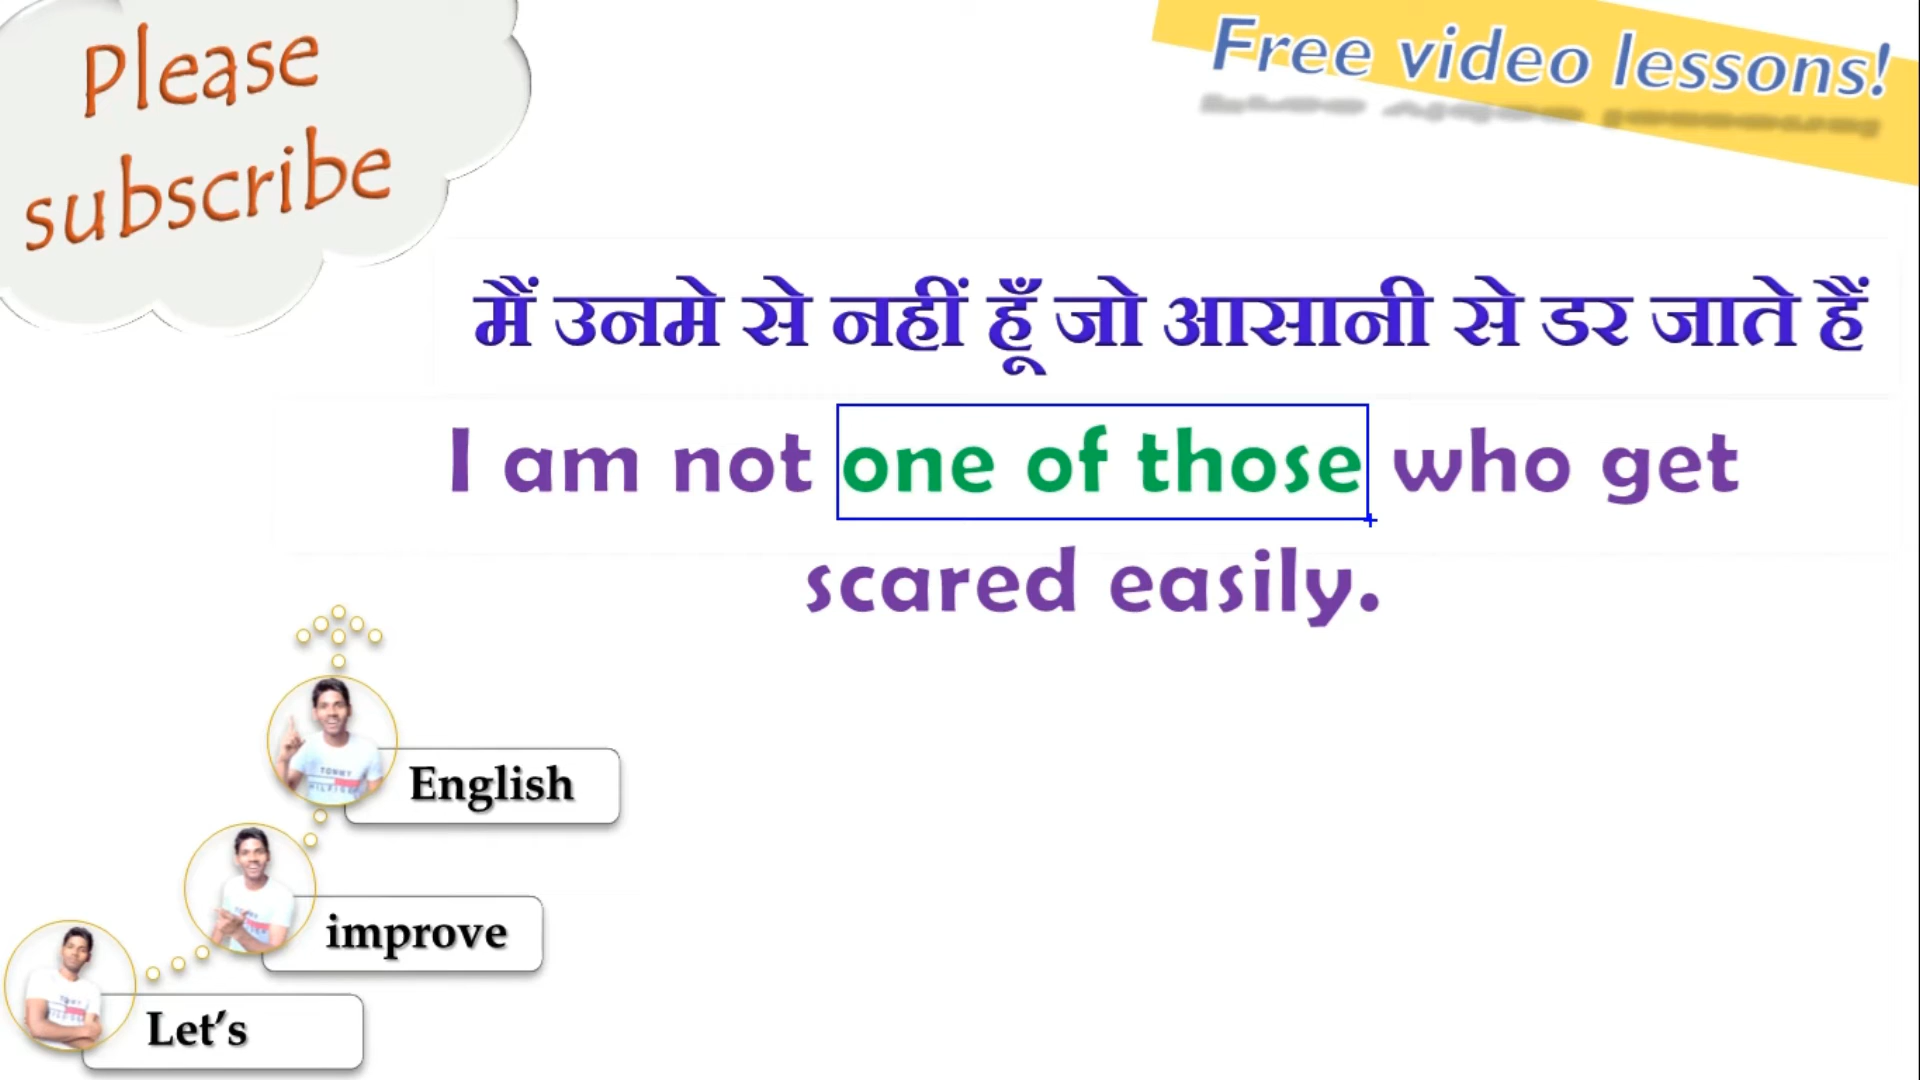 Please
subscribe
Free video lessons!
मैं उनमे से नहीं हूँ जो आसानी से डर जाते हैं
I am not one of those who get
scared easily.
English
improve
Let's